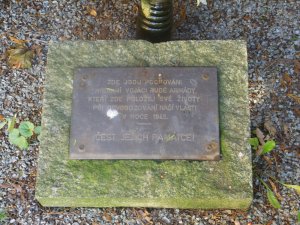 ZDE JSOU POCHOVÁNI
HRDINNÍ VOJÁCI RUDÉ ARMÁDY,
KTEŘÍ ZDE POLOŽILI SVÉ ŽIVOTY
PŘI OSVOBOZOVÁNÍ NAŠÍ VLASTI
V ROCE 1945.
ČEST JEJICH PAMÁTCE!